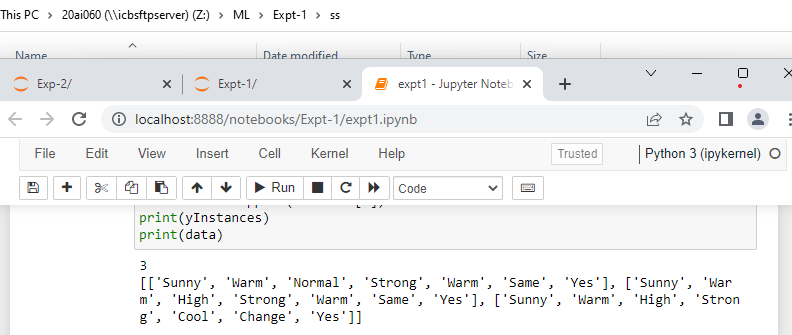 This PC > 20ai060 (\\icbsftpserver) (Z:) > ML > Expt-1 > ss
Name Date modified Type Size
Exp-2/ Expt-1/ expt1 - Jupyter Noteb
localhost:8888/notebooks/Expt-1/expt1.ipynb
File Edit View Insert Cell Kernel Help Trusted Python 3 (ipykernel)
Run Code
print(yInstances)
print(data)
3
[['Sunny', 'Warm', 'Normal', 'Strong', 'Warm', 'Same', 'Yes'], ['Sunny', 'War
m', 'High', 'Strong', 'Warm', 'Same', 'Yes'], ['Sunny', 'Warm', 'High', 'Stron
g', 'Cool', 'Change', 'Yes']]